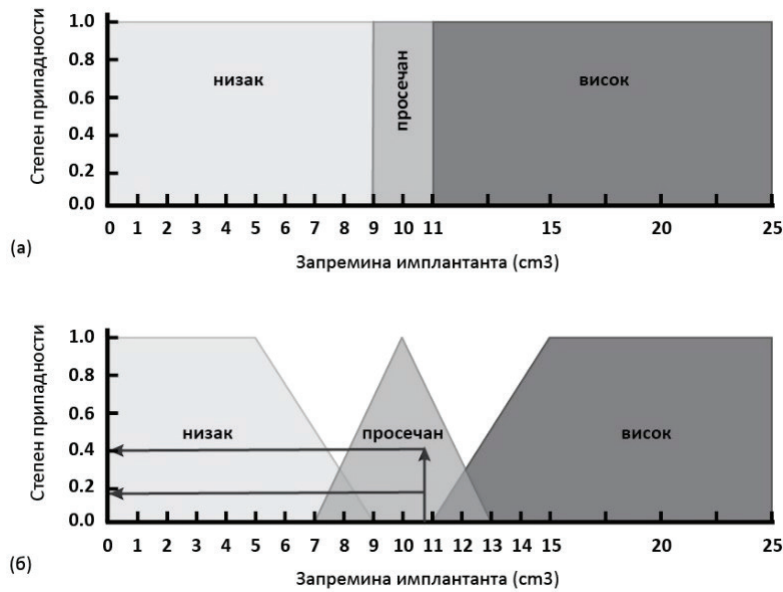 Степен припадности
1.0
0.8
0.6
0.4
0.2
0.0
низак
просечан
висок
0 1 2 3 4 5 6 7 8 9 10 11 15 20 25
(а)
Запремина имплантанта (cm3)
Степен припадности
1.0
0.8
0.6
0.4
0.2
0.0
низак
просечан
висок
0 1 2 3 4 5 6 7 8 9 10 11 12 13 14 15 20 25
(б)
Запремина имплантанта (cm3)